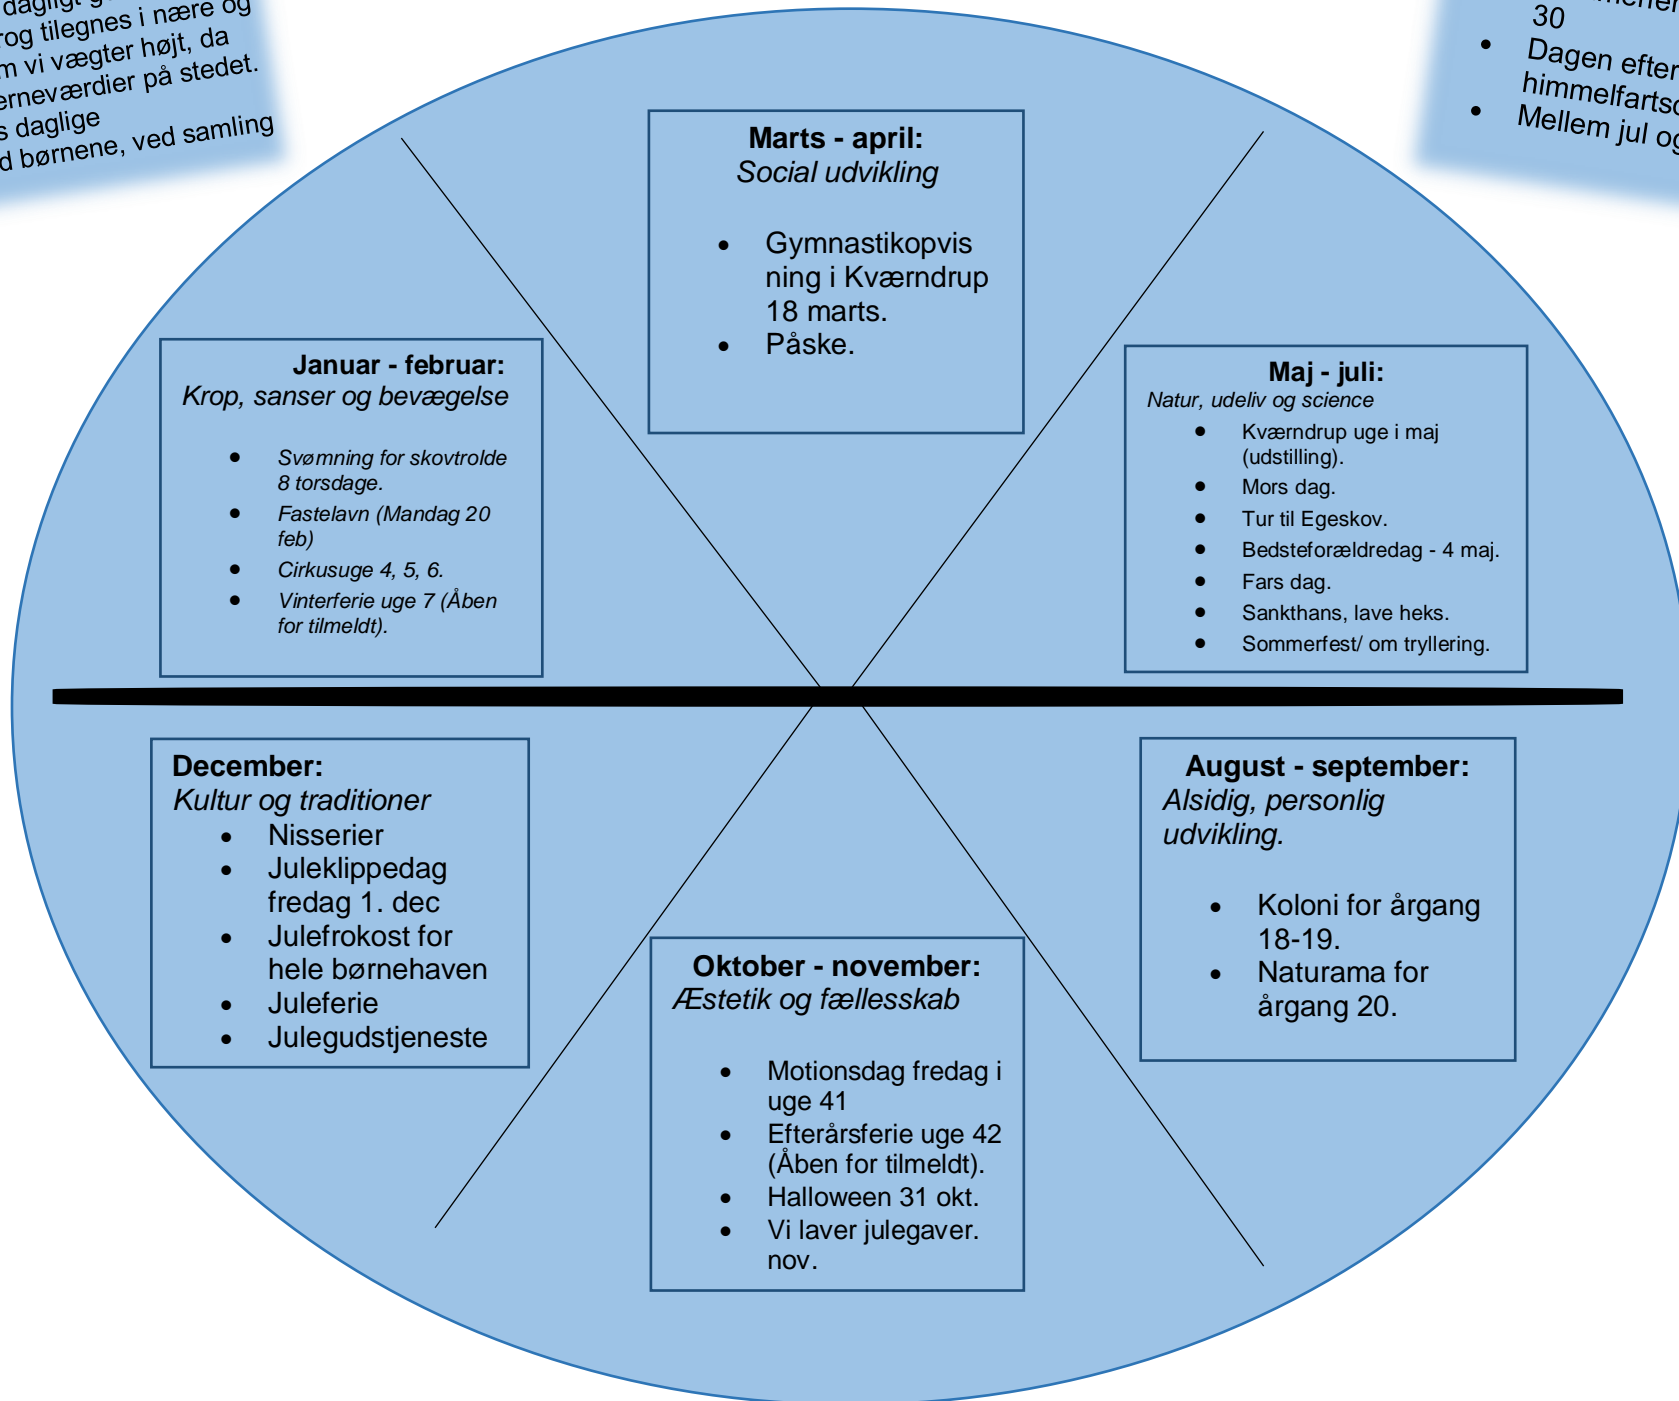 dagligt
og tilegnes i nære og
vi vægter højt, da
på stedet.
daglige
børnene, ved samling
30
Dagen efter
Mellem jul
Marts - april:
Social udvikling
Gymnastikopvis
ning i Kværndrup
18 marts.
Påske.
Januar - februar:
Krop, sanser og bevægelse
Svømning for skovtrolde
8 torsdage.
Fastelavn (Mandag 20
feb)
Cirkusuge 4, 5, 6.
Vinterferie uge 7 (Åben
for tilmeldt).
Maj - juli:
Natur, udeliv og science
Kværndrup uge i maj
(udstilling).
Mors dag.
Tur til Egeskov.
Bedsteforældredag - 4 maj.
Fars dag.
Sankthans, lave heks.
Sommerfest/ om tryllering.
December:
Kultur og traditioner
Nisserier
Juleklippedag
fredag 1. dec
Julefrokost for
hele børnehaven
Juleferie
Julegudstjeneste
August - september:
Alsidig, personlig
udvikling.
Koloni for årgang
18-19.
Naturama for
årgang 20.
Oktober - november:
Æstetik og fællesskab
Motionsdag fredag i
uge 41
Efterårsferie uge 42
(Åben for tilmeldt).
Halloween 31 okt.
Vi laver julegaver.
nov.